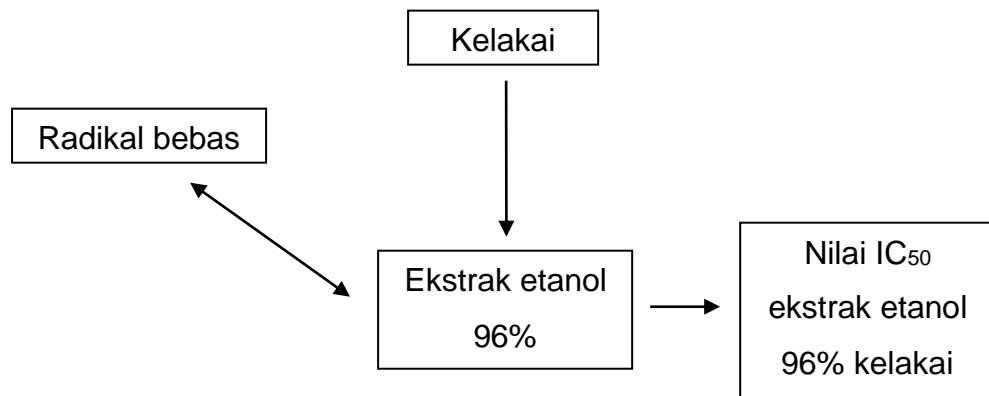 Kelakai
Radikal bebas
Ekstrak etanol
96%
Nilai IC₅₀
ekstrak etanol
96% kelakai